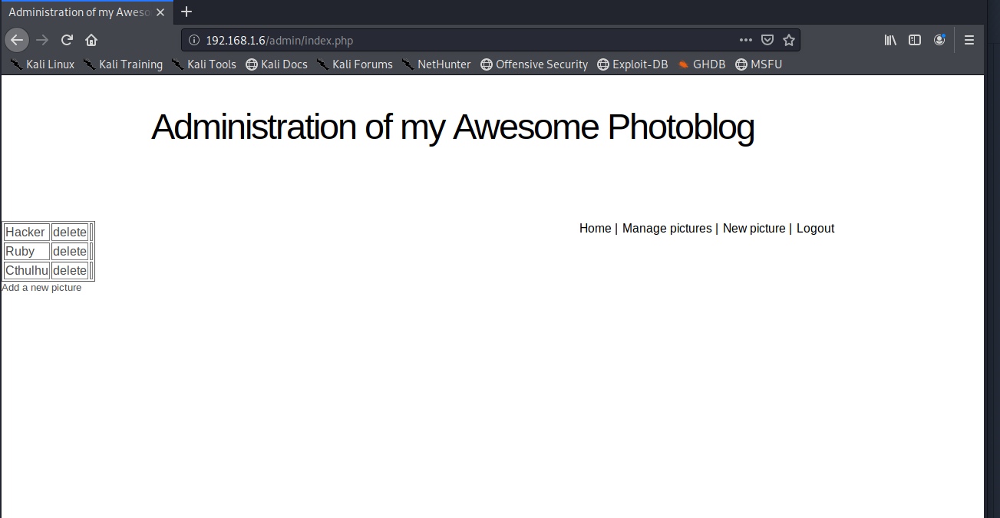 Administration of my Aweso
192.168.1.6/admin/index.php
Kali Linux Kali Training Kali Tools Kali Docs Kali Forums NetHunter Offensive Security Exploit-DB GHDB MSFU
Administration of my Awesome Photoblog
Home | Manage pictures | New picture | Logout
Hacker delete
Ruby delete
Cthulhu delete
Add a new picture